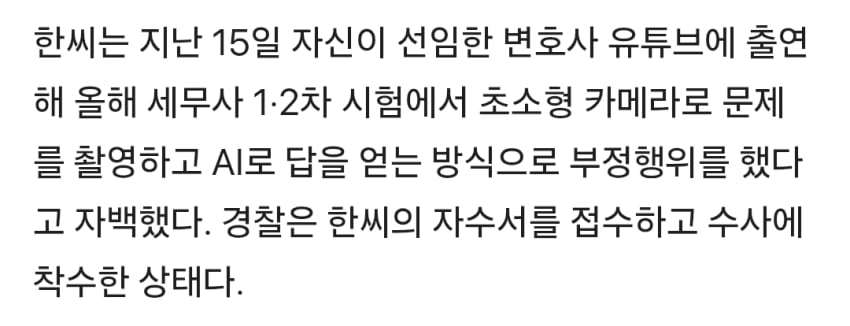 한씨는 지난 15일 자신이 선임한 변호사 유튜브에 출연
해 올해 세무사 1·2차 시험에서 초소형 카메라로 문제
를 촬영하고 AI로 답을 얻는 방식으로 부정행위를 했다
고 자백했다. 경찰은 한씨의 자수서를 접수하고 수사에
착수한 상태다.